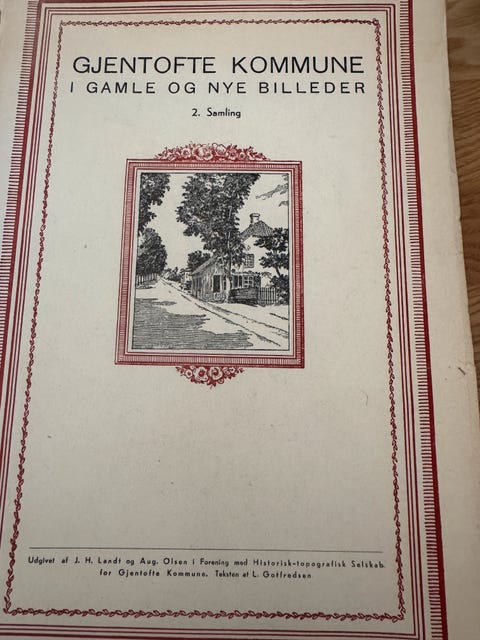 GJENTOFTE KOMMUNE
I GAMLE OG NYE BILLEDER
2. Samling
Udgivet af J. H. Landt og Aug. Olsen i Forening med Historisk-topografisk Selskab
for Gjentofte Kommune. Teksten af L. Gotfredsen